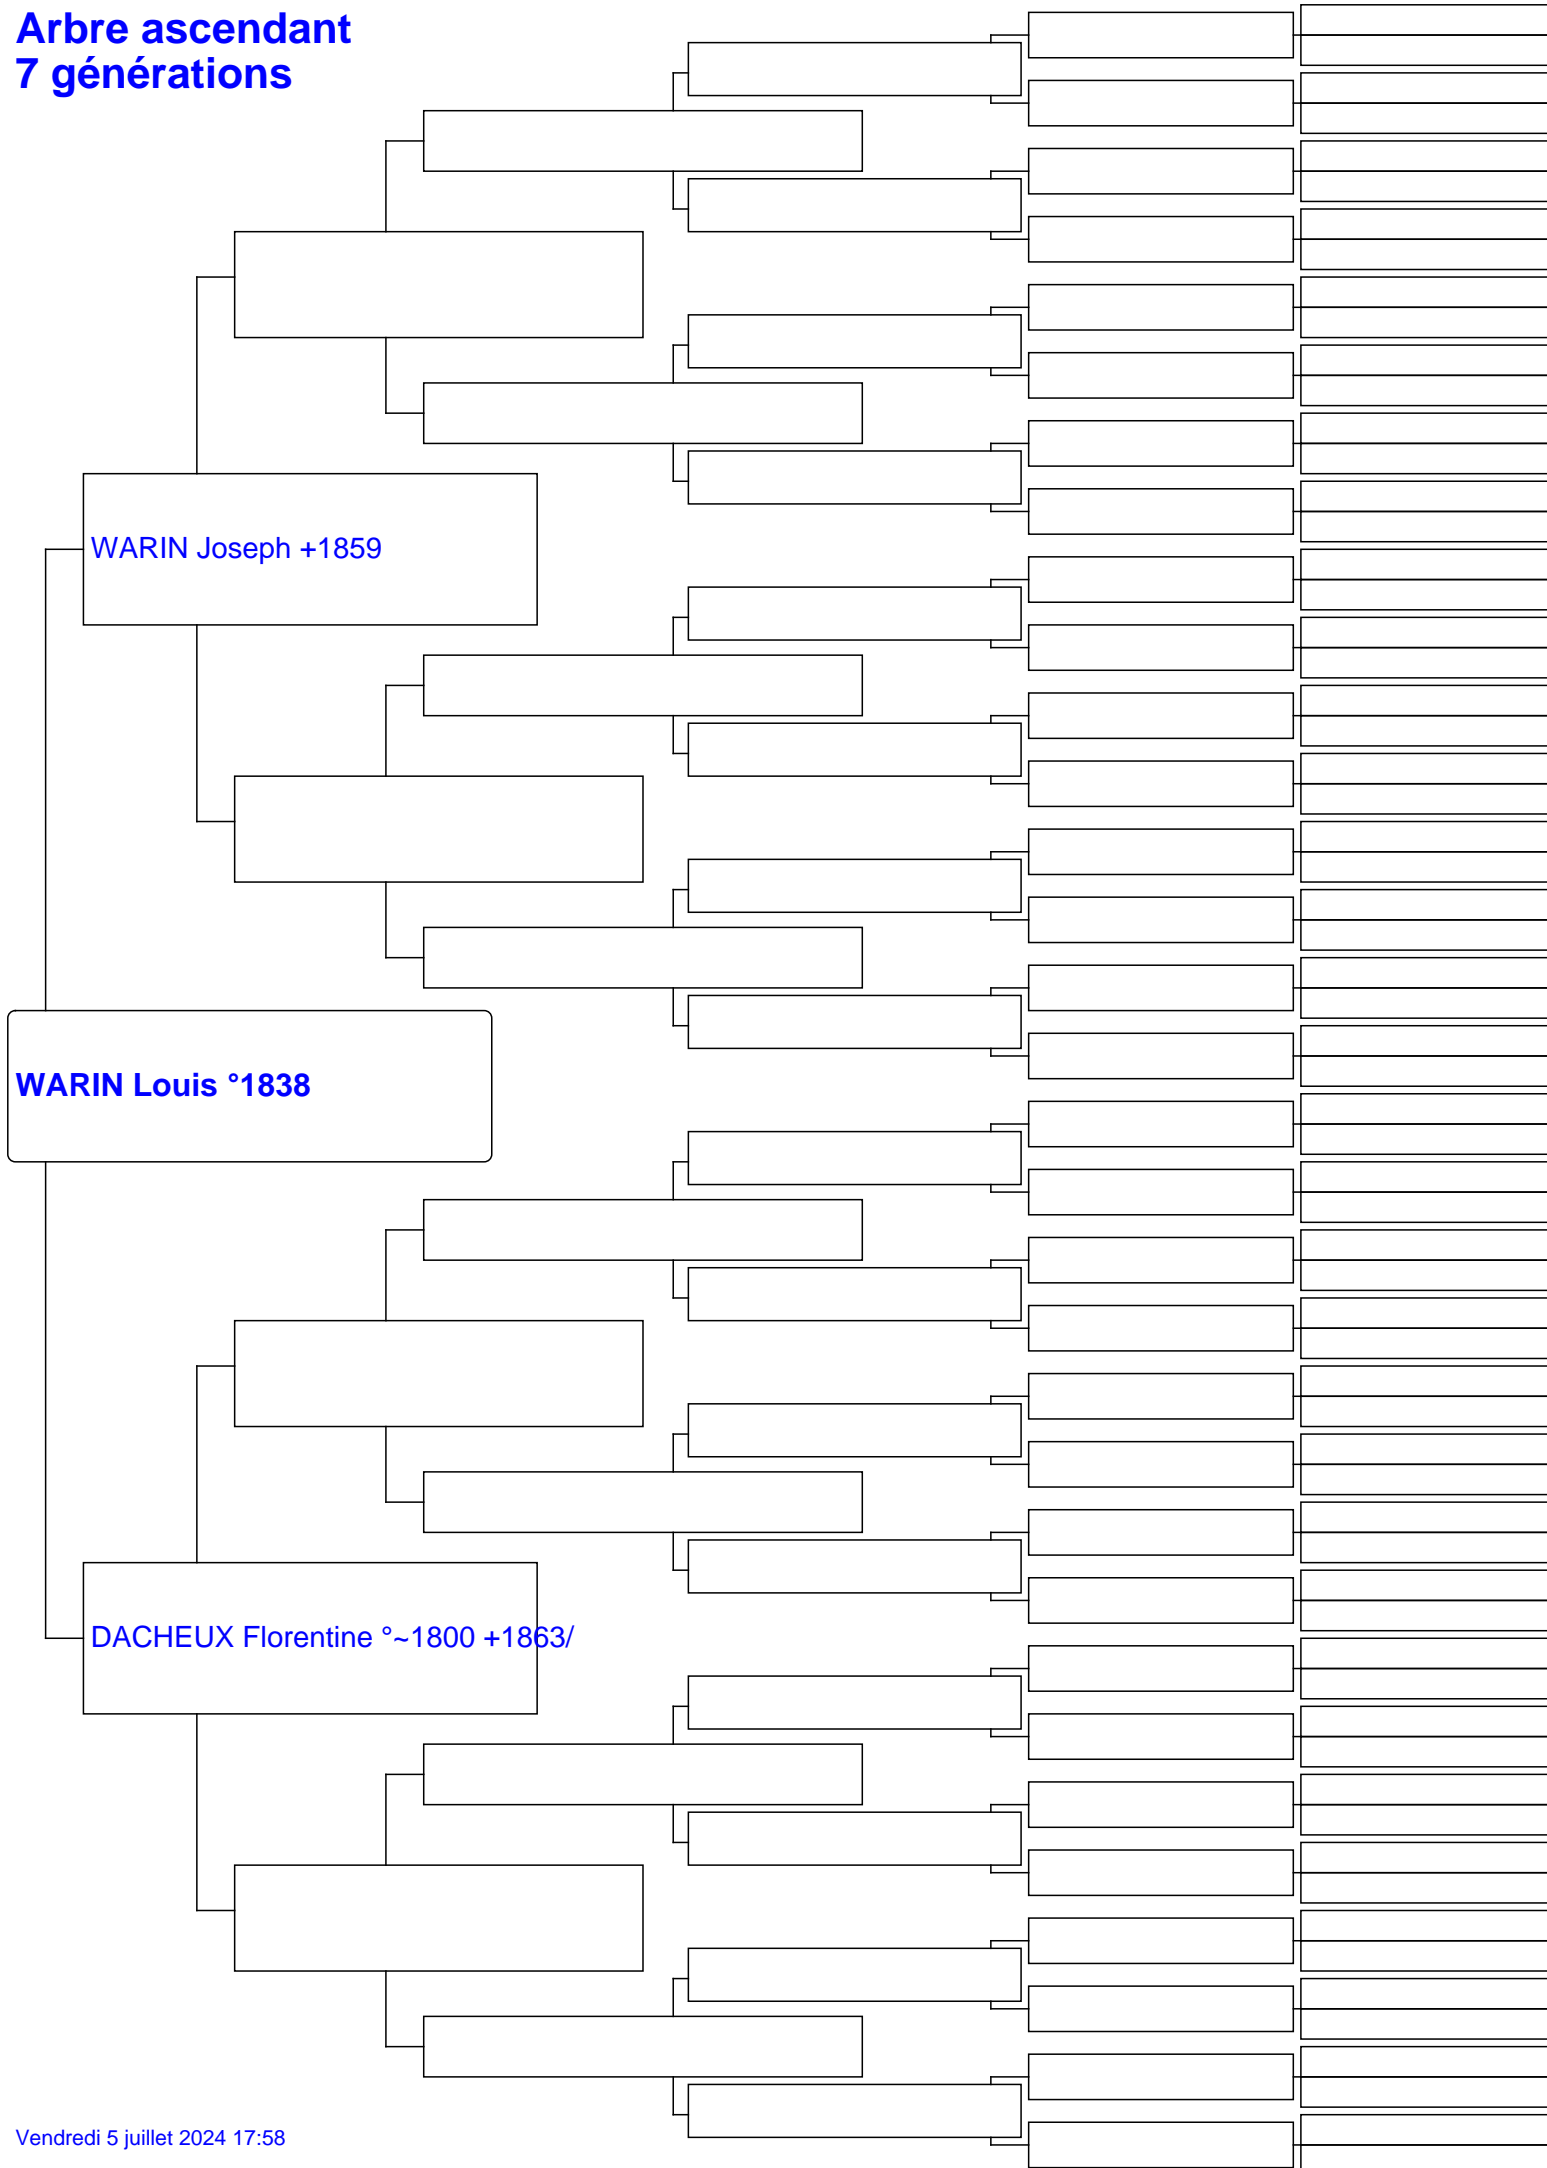 Arbre ascendant
7 générations
WARIN Joseph +1859
WARIN Louis °1838
DACHEUX Florentine °~1800 +1863/
Vendredi 5 juillet 2024 17:58